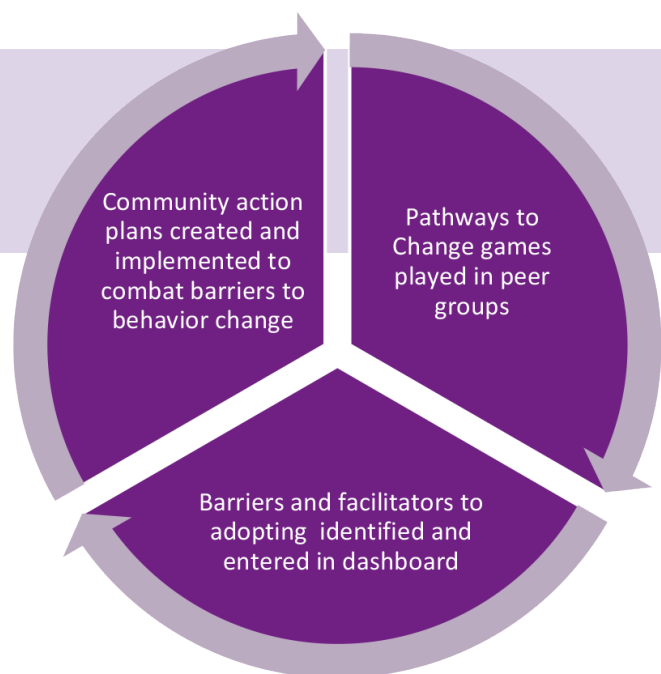 Community action
plans created and
implemented to
combat barriers to
behavior change
Pathways to
Change games
played in peer
groups
Barriers and facilitators to
adopting  identified and
entered in dashboard